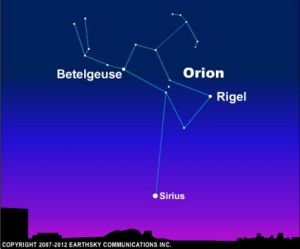 Betelgeuse
Orion
Rigel
Sirius
COPYRIGHT 2007-2012 EARTHSKY COMMUNICATIONS INC.